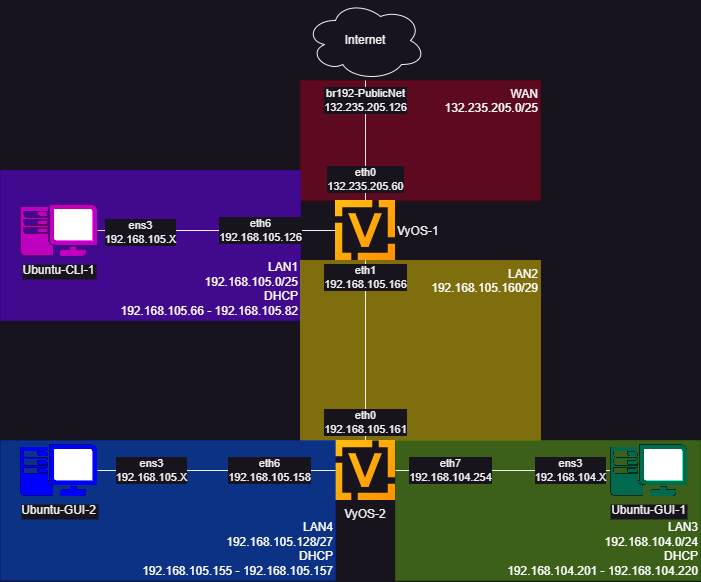 Internet
br192-PublicNet
132.235.205.126
WAN
132.235.205.0/25
eth0
132.235.205.60
VyOS-1
ens3
192.168.105.X
eth6
192.168.105.126
Ubuntu-CLI-1
LAN1
192.168.105.0/25
DHCP
192.168.105.66 - 192.168.105.82
eth1
192.168.105.166
LAN2
192.168.105.160/29
eth0
192.168.105.161
ens3
192.168.105.X
eth6
192.168.105.158
eth7
192.168.104.254
ens3
192.168.104.X
Ubuntu-GUI-2
VyOS-2
Ubuntu-GUI-1
LAN4
192.168.105.128/27
DHCP
192.168.105.155 - 192.168.105.157
LAN3
192.168.104.0/24
DHCP
192.168.104.201 - 192.168.104.220